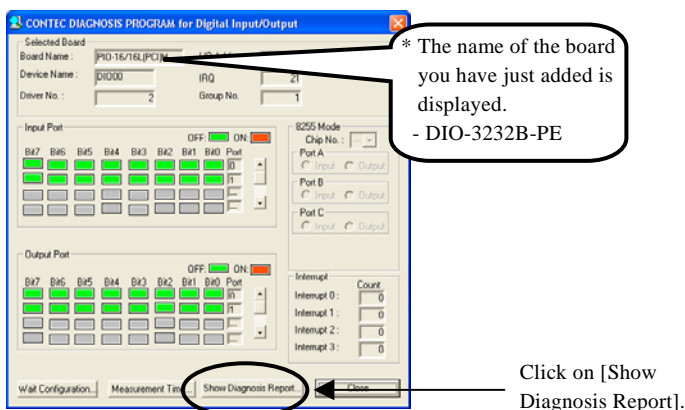 CONTEC DIAGNOSIS PROGRAM for Digital Input/Output
Selected Board
Board Name : PIO-16/16L(PCI)H
Device Name : DIO00 IRQ 21
Driver No. : 2 Group No. 1
* The name of the board
you have just added is
displayed.
- DIO-3232B-PE
Input Port
OFF: ON:
Bit7 Bit6 Bit5 Bit4 Bit3 Bit2 Bit1 Bit0 Port
0
1
---
---
8255 Mode
Chip No. : ---
Port A
Input Output
Port B
Input Output
Port C
Input Output
Output Port
OFF: ON:
Bit7 Bit6 Bit5 Bit4 Bit3 Bit2 Bit1 Bit0 Port
0
1
---
---
Interrupt Count
Interrupt 0 : 0
Interrupt 1 : 0
Interrupt 2 : 0
Interrupt 3 : 0
Wait Configuration... Measurement Time... Show Diagnosis Report... Close
Click on [Show
Diagnosis Report].